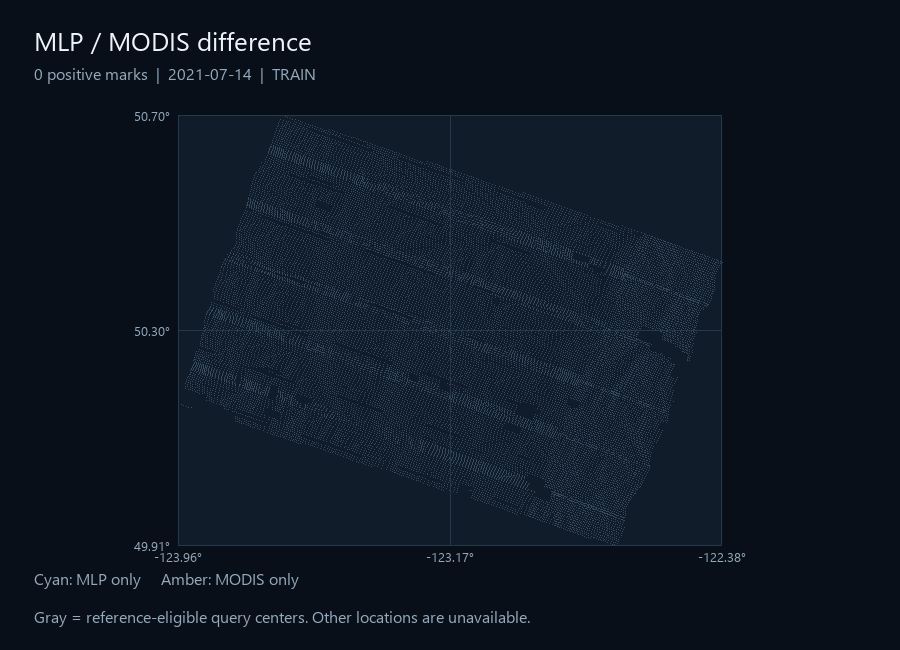 MLP / MODIS difference
0 positive marks | 2021-07-14 | TRAIN
50.70°
50.30°
49.91°
-123.96° -123.17° -122.38°
Cyan: MLP only Amber: MODIS only
Gray = reference-eligible query centers. Other locations are unavailable.